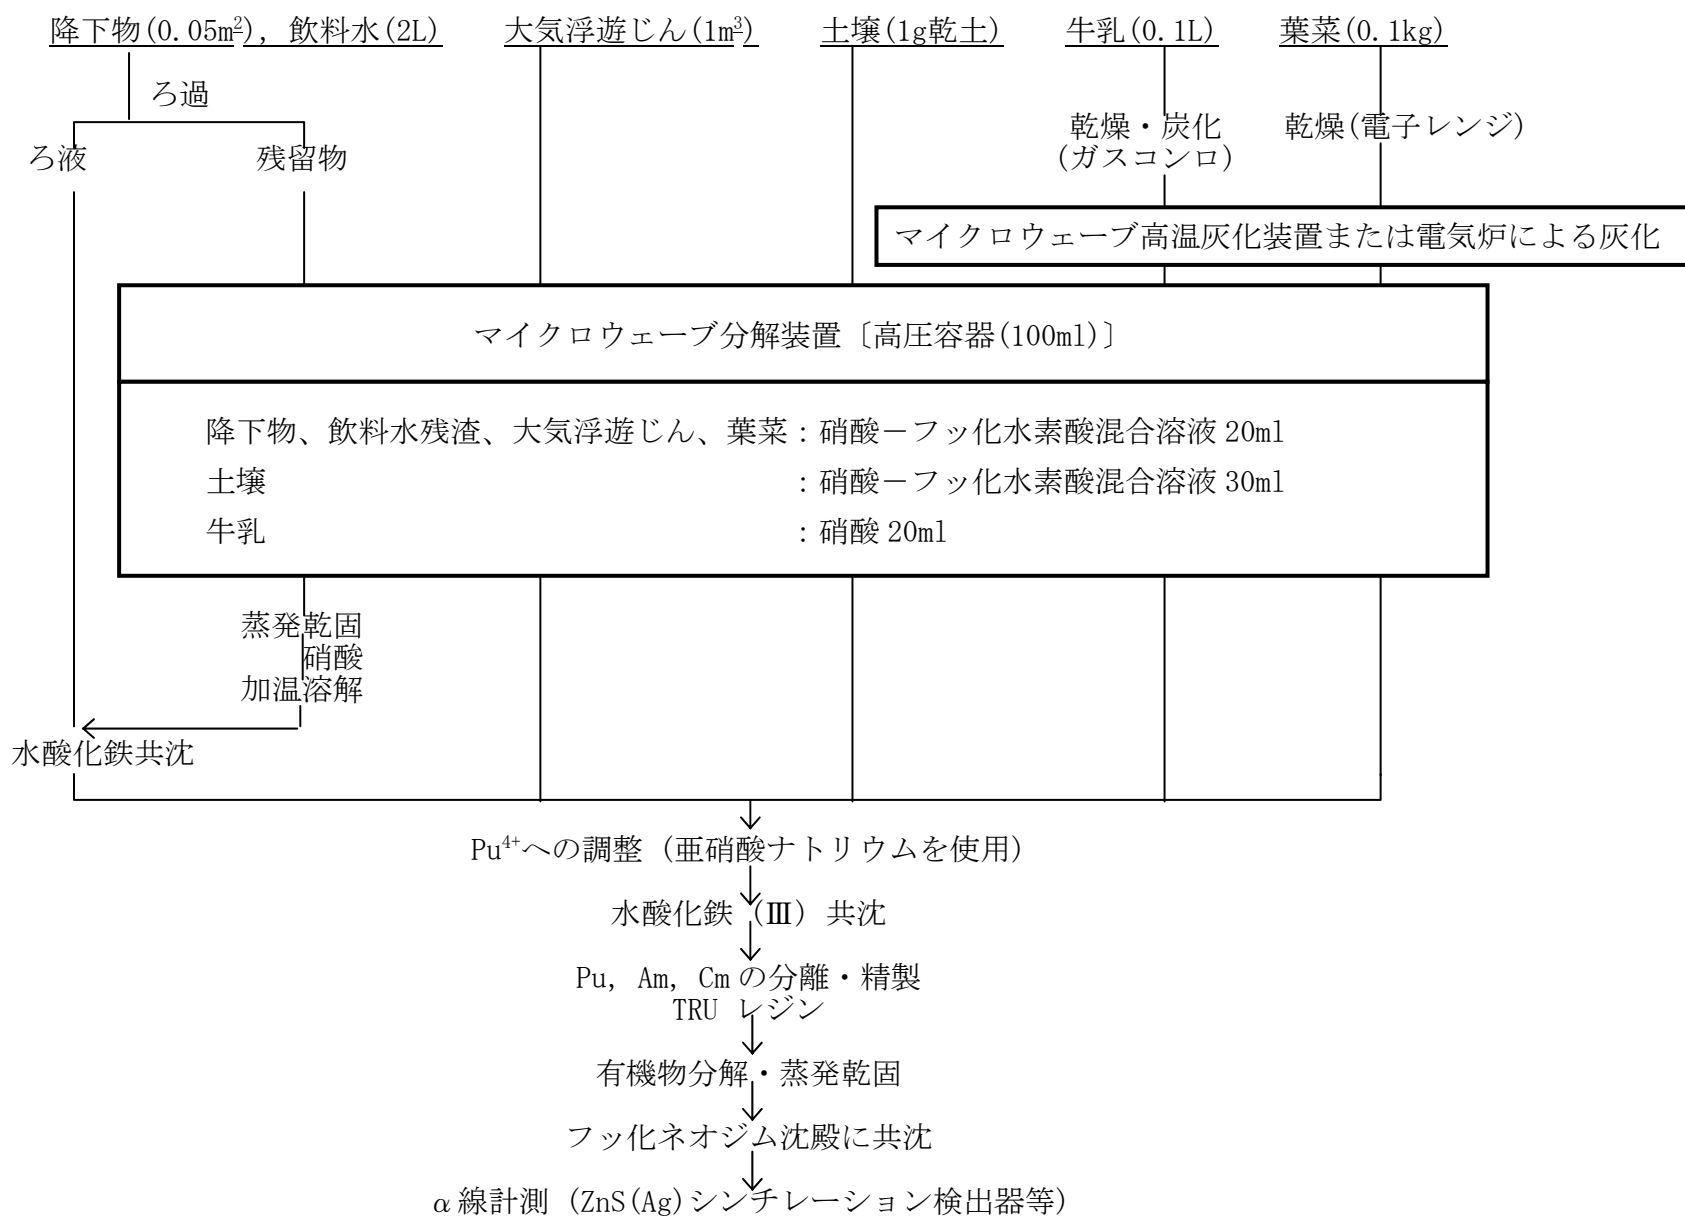 降下物(0.05m²), 飲料水(2L) 大気浮遊じん(1m³) 土壌(1g乾土) 牛乳(0.1L) 葉菜(0.1kg)
ろ過
ろ液 残留物
乾燥・炭化
(ガスコンロ)
乾燥(電子レンジ)
マイクロウェーブ高温灰化装置または電気炉による灰化
マイクロウェーブ分解装置〔高圧容器(100ml)〕
降下物、飲料水残渣、大気浮遊じん、葉菜：硝酸－フッ化水素酸混合溶液 20ml
土壌 ：硝酸－フッ化水素酸混合溶液 30ml
牛乳 ：硝酸 20ml
蒸発乾固
硝酸
加温溶解
水酸化鉄共沈
Pu⁴⁺への調整（亜硝酸ナトリウムを使用）
水酸化鉄（Ⅲ）共沈
Pu, Am, Cm の分離・精製
TRU レジン
有機物分解・蒸発乾固
フッ化ネオジム沈殿に共沈
α線計測（ZnS(Ag)シンチレーション検出器等）